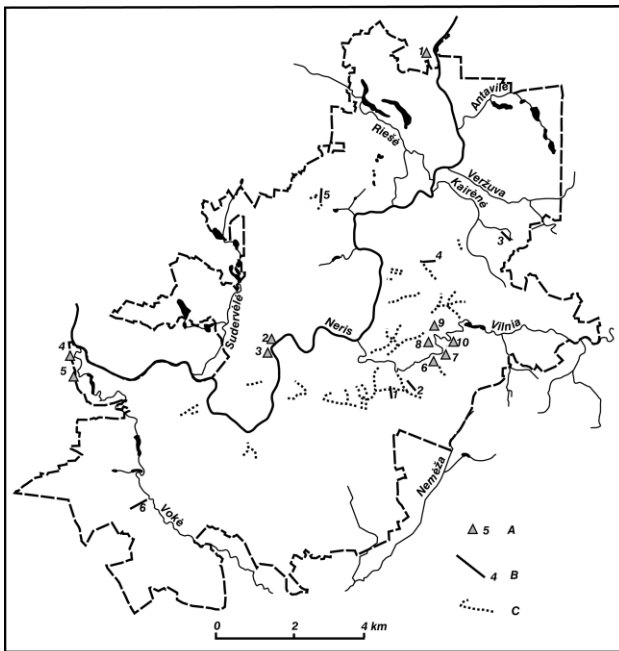 1
Antavilė
Riešė
Veržuva
Kairėnė
5
3
4
Sudervėlė
Neris
Vilnia
9
2
3
8
10
7
6
4
5
1
2
Nemėža
Vokė
6
5 A
4 B
C
0 2 4 km